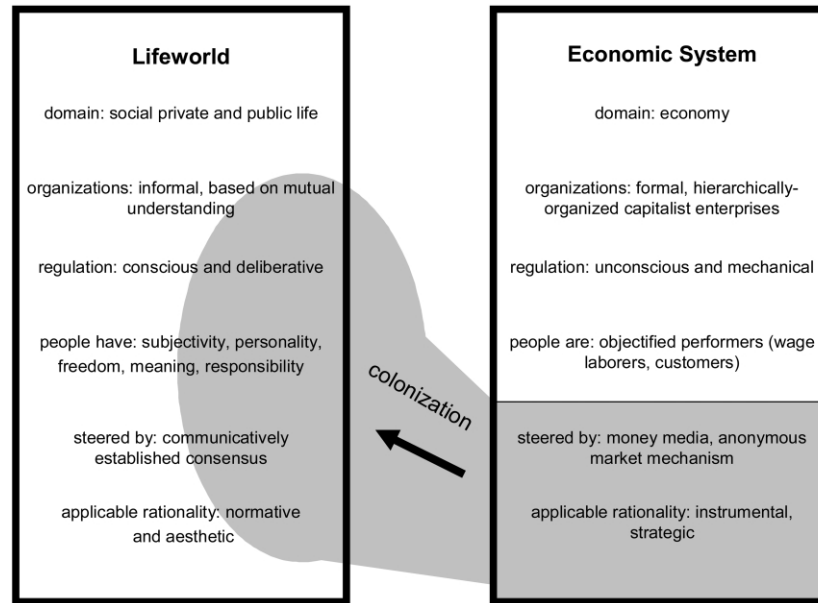 Lifeworld
domain: social private and public life
organizations: informal, based on mutual
understanding
regulation: conscious and deliberative
people have: subjectivity, personality,
freedom, meaning, responsibility
steered by: communicatively
established consensus
applicable rationality: normative
and aesthetic
colonization
Economic System
domain: economy
organizations: formal, hierarchically-
organized capitalist enterprises
regulation: unconscious and mechanical
people are: objectified performers (wage
laborers, customers)
steered by: money media, anonymous
market mechanism
applicable rationality: instrumental,
strategic